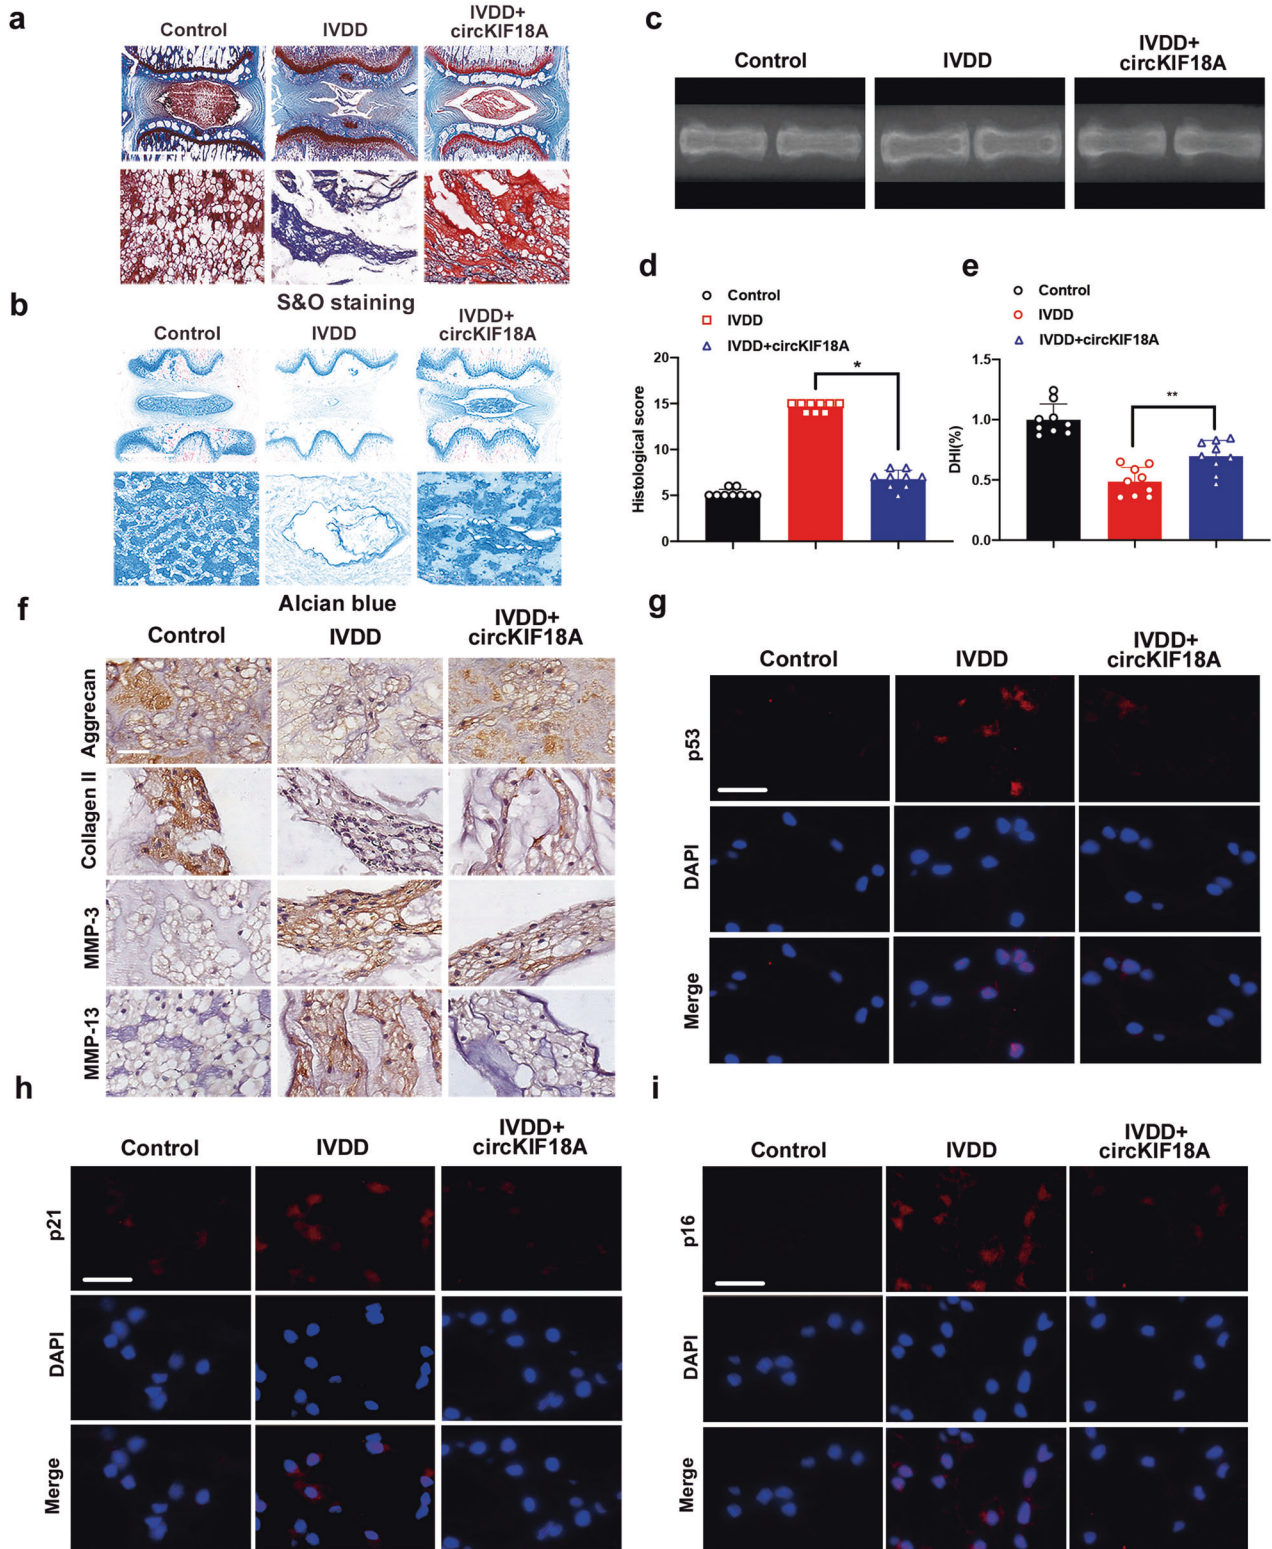 a
Control
IVDD
IVDD+
circKIF18A
S&O staining
b
Control
IVDD
IVDD+
circKIF18A
Alcian blue
c
Control
IVDD
IVDD+
circKIF18A
d
Control
IVDD
IVDD+circKIF18A
Histological score
20
15
10
5
0
*
e
Control
IVDD
IVDD+circKIF18A
DHI(%)
1.5
1.0
0.5
0.0
**
f
Control
IVDD
IVDD+
circKIF18A
Aggrecan
Collagen II
MMP-3
MMP-13
g
Control
IVDD
IVDD+
circKIF18A
p53
DAPI
Merge
h
Control
IVDD
IVDD+
circKIF18A
p21
DAPI
Merge
i
Control
IVDD
IVDD+
circKIF18A
p16
DAPI
Merge